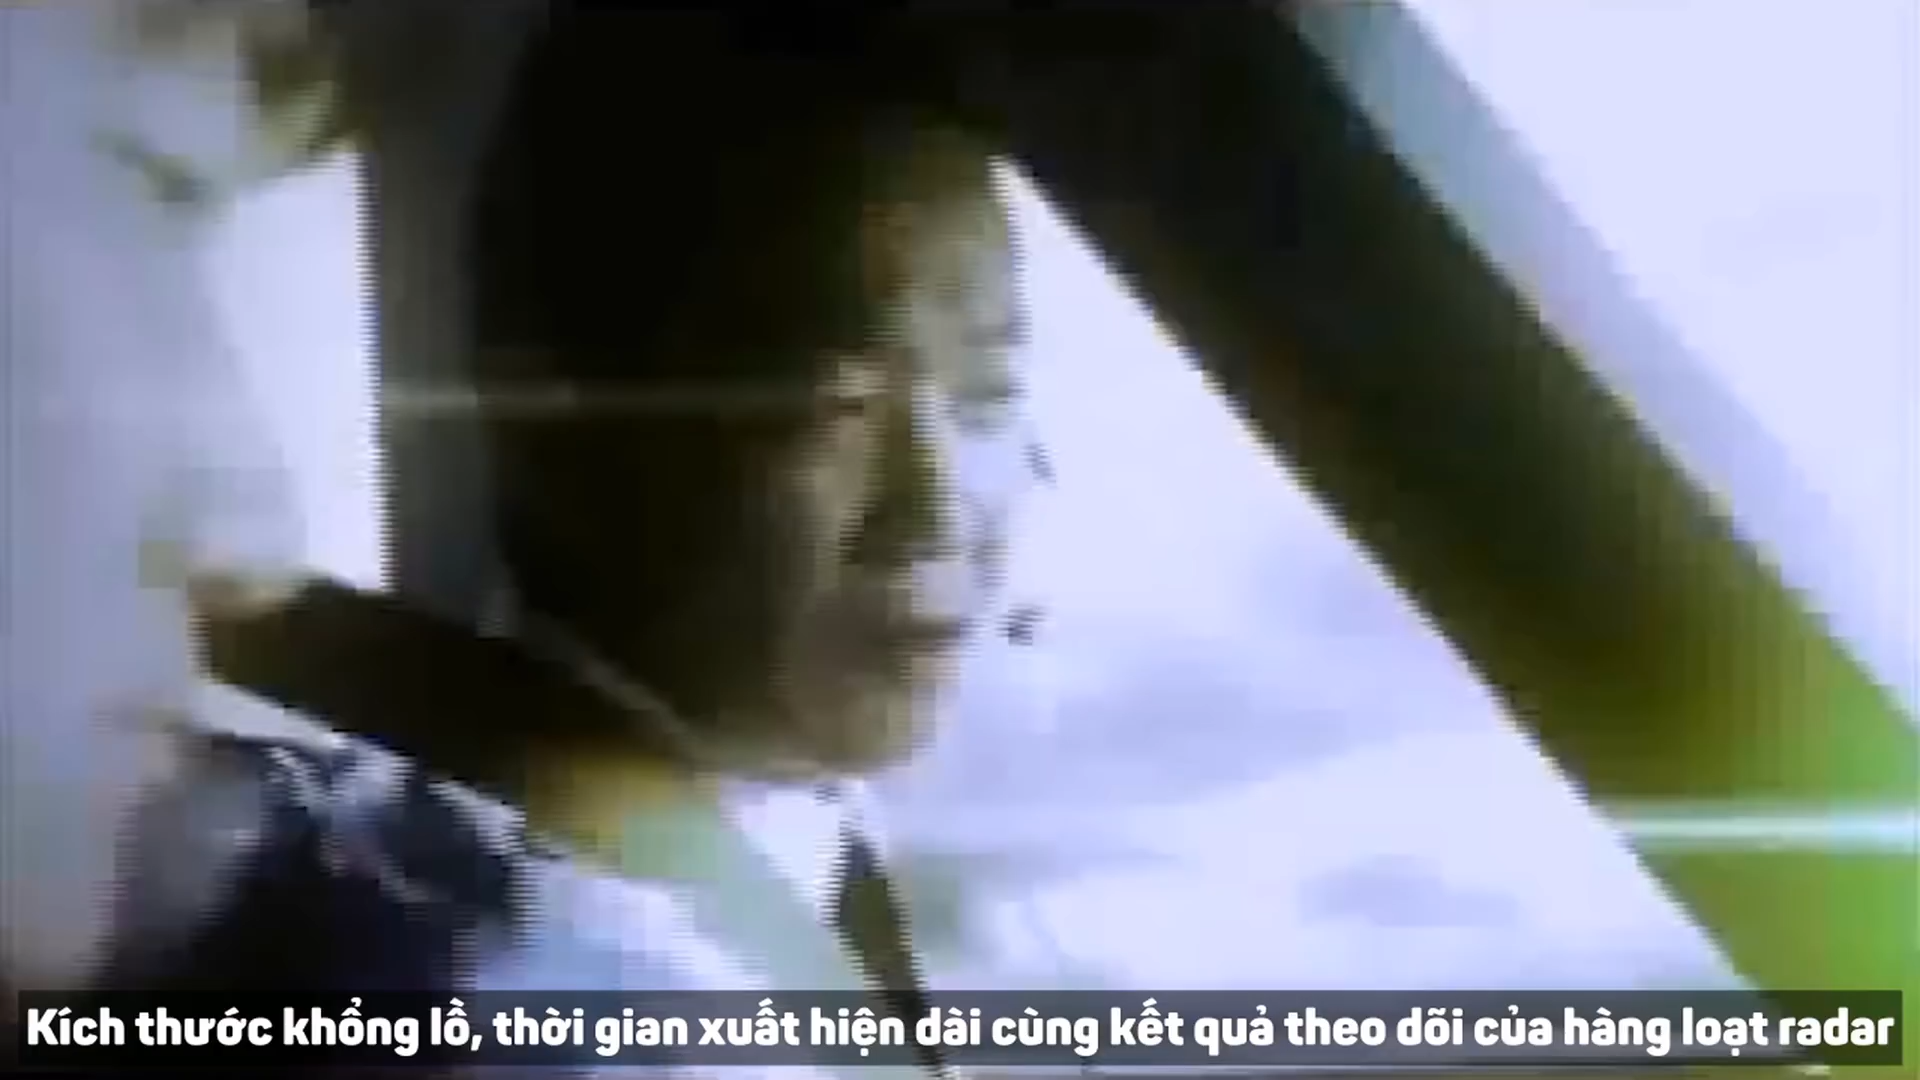 Kích thước khổng lồ, thời gian xuất hiện dài cùng kết quả theo dõi của hàng loạt radar